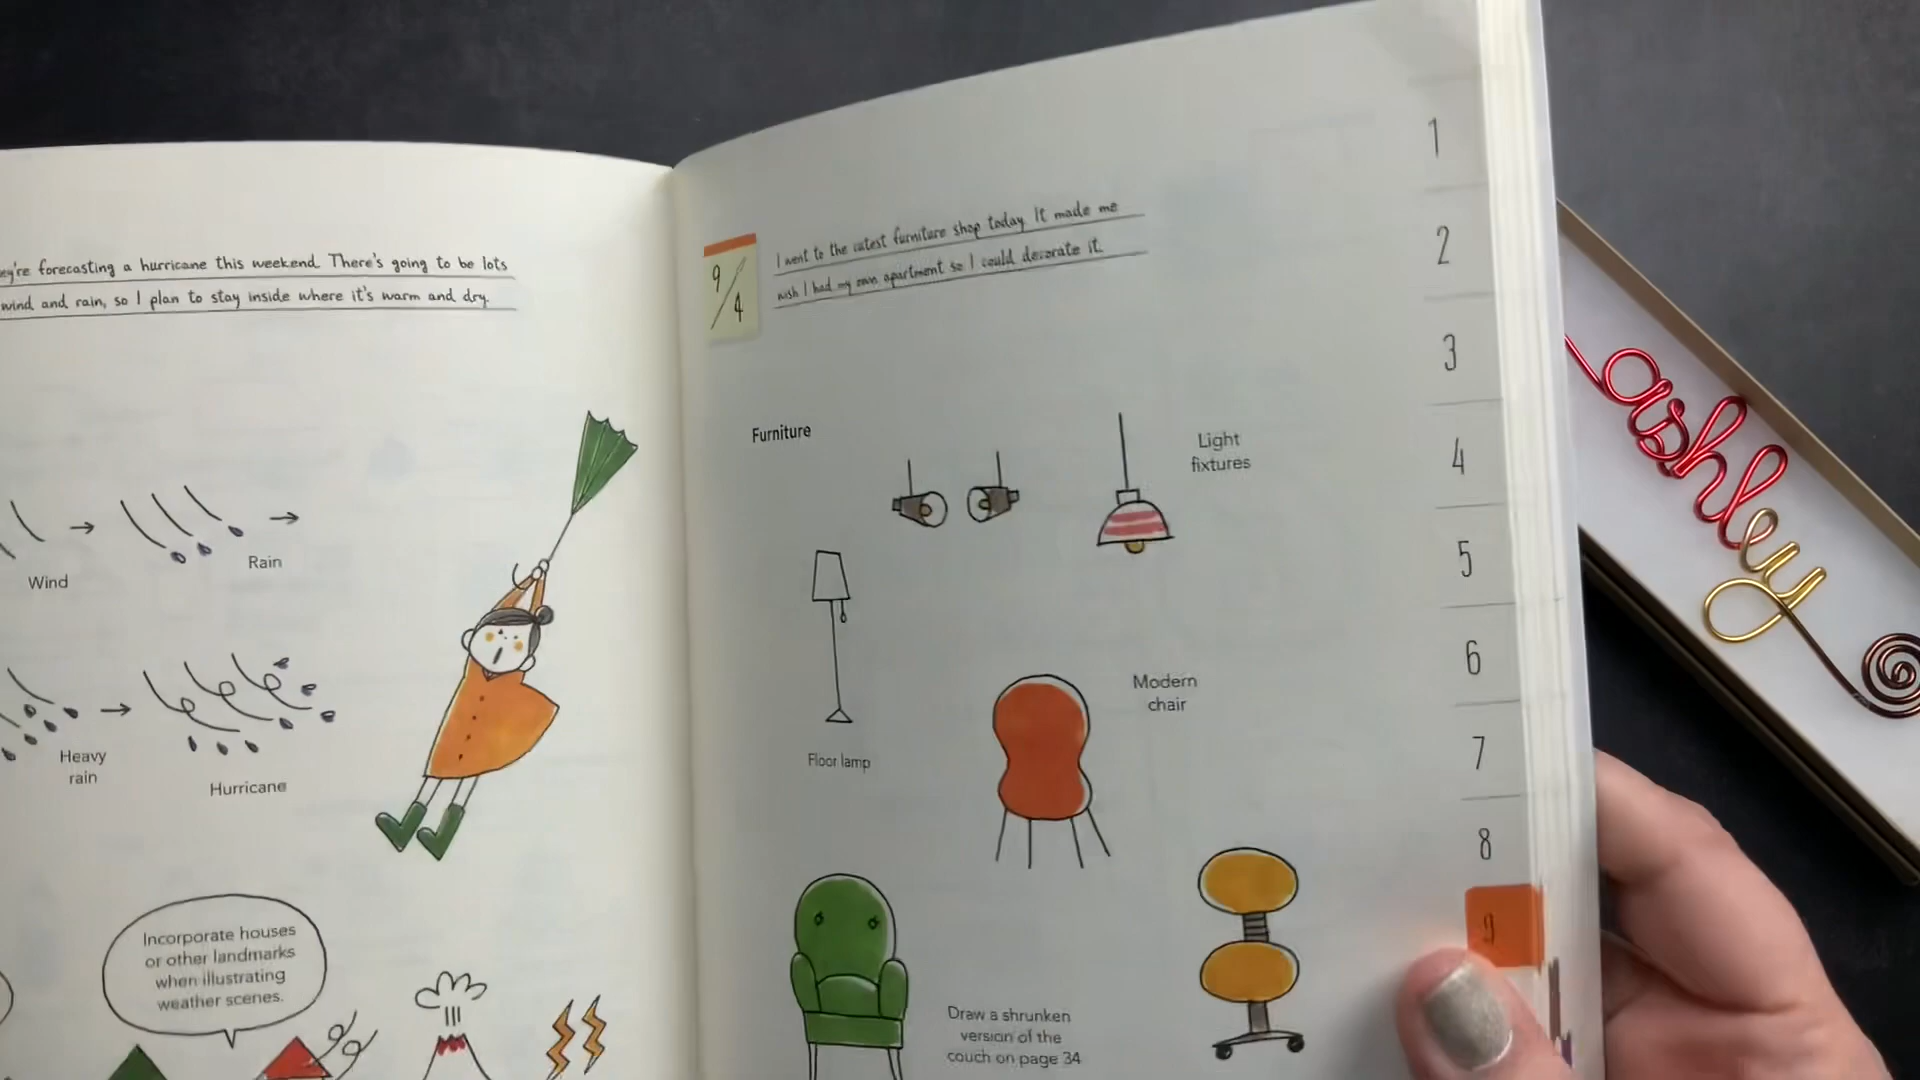 ey're forecasting a hurricane this weekend. There's going to be lots
wind and rain, so I plan to stay inside where it's warm and dry.
Wind
Rain
Heavy
rain
Hurricane
Incorporate houses
or other landmarks
when illustrating
weather scenes.
9/4
I went to the cutest furniture shop today. It made me
wish I had my own apartment so I could decorate it.
Furniture
Light
fixtures
Floor lamp
Modern
chair
Draw a shrunken
version of the
couch on page 34
1
2
3
4
5
6
7
8
9
ashley